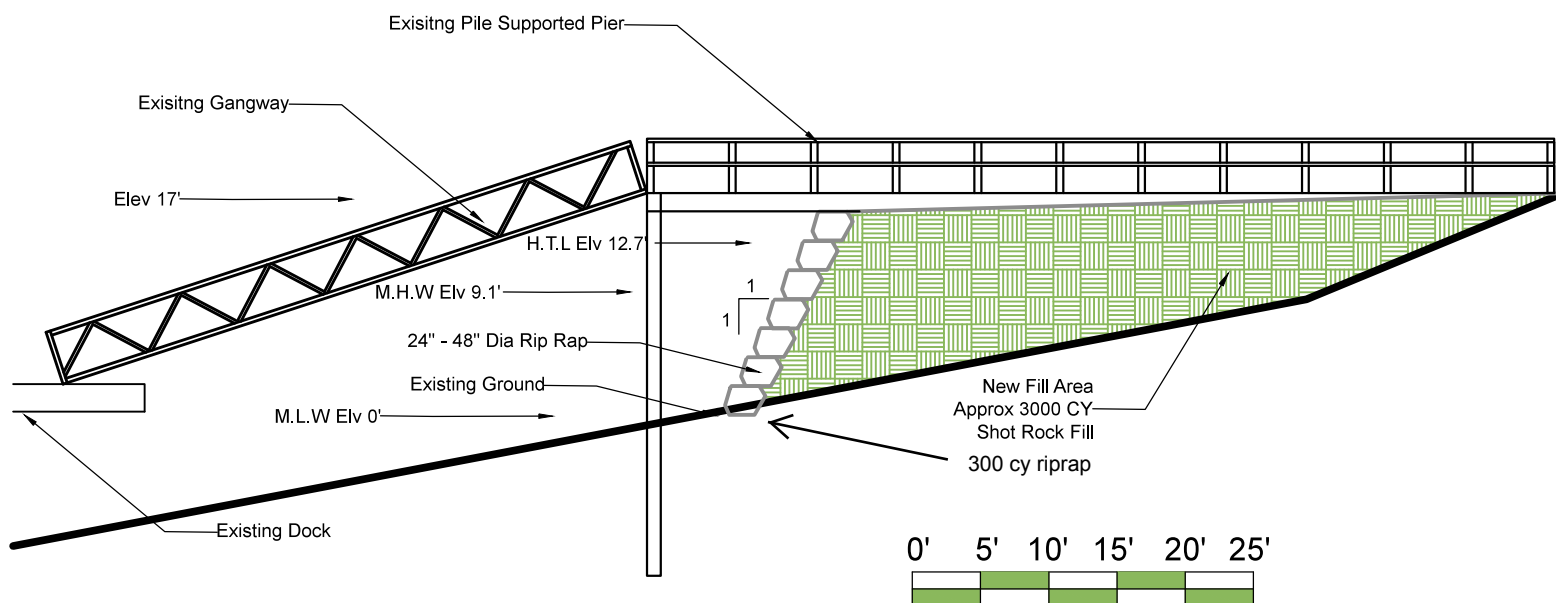 Exisitng Pile Supported Pier
Exisitng Gangway
Elev 17'
H.T.L Elv 12.7'
M.H.W Elv 9.1'
1
1
24" - 48" Dia Rip Rap
Existing Ground
M.L.W Elv 0'
New Fill Area
Approx 3000 CY
Shot Rock Fill
300 cy riprap
Existing Dock
0' 5' 10' 15' 20' 25'